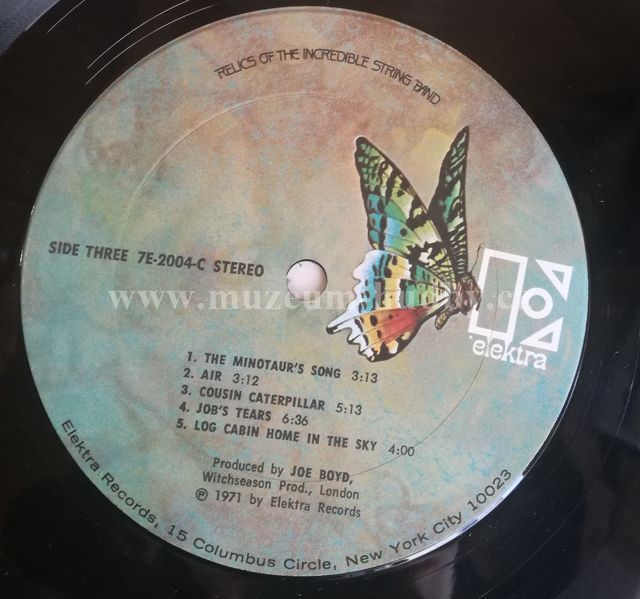 RELICS OF THE INCREDIBLE STRING BAND
SIDE THREE 7E-2004-C STEREO
elektra
1. THE MINOTAUR'S SONG 3:13
2. AIR 3:12
3. COUSIN CATERPILLAR 5:13
4. JOB'S TEARS 6:36
5. LOG CABIN HOME IN THE SKY 4:00
Produced by JOE BOYD,
Witchseason Prod., London
℗ 1971 by Elektra Records
Elektra Records, 15 Columbus Circle, New York City 10023